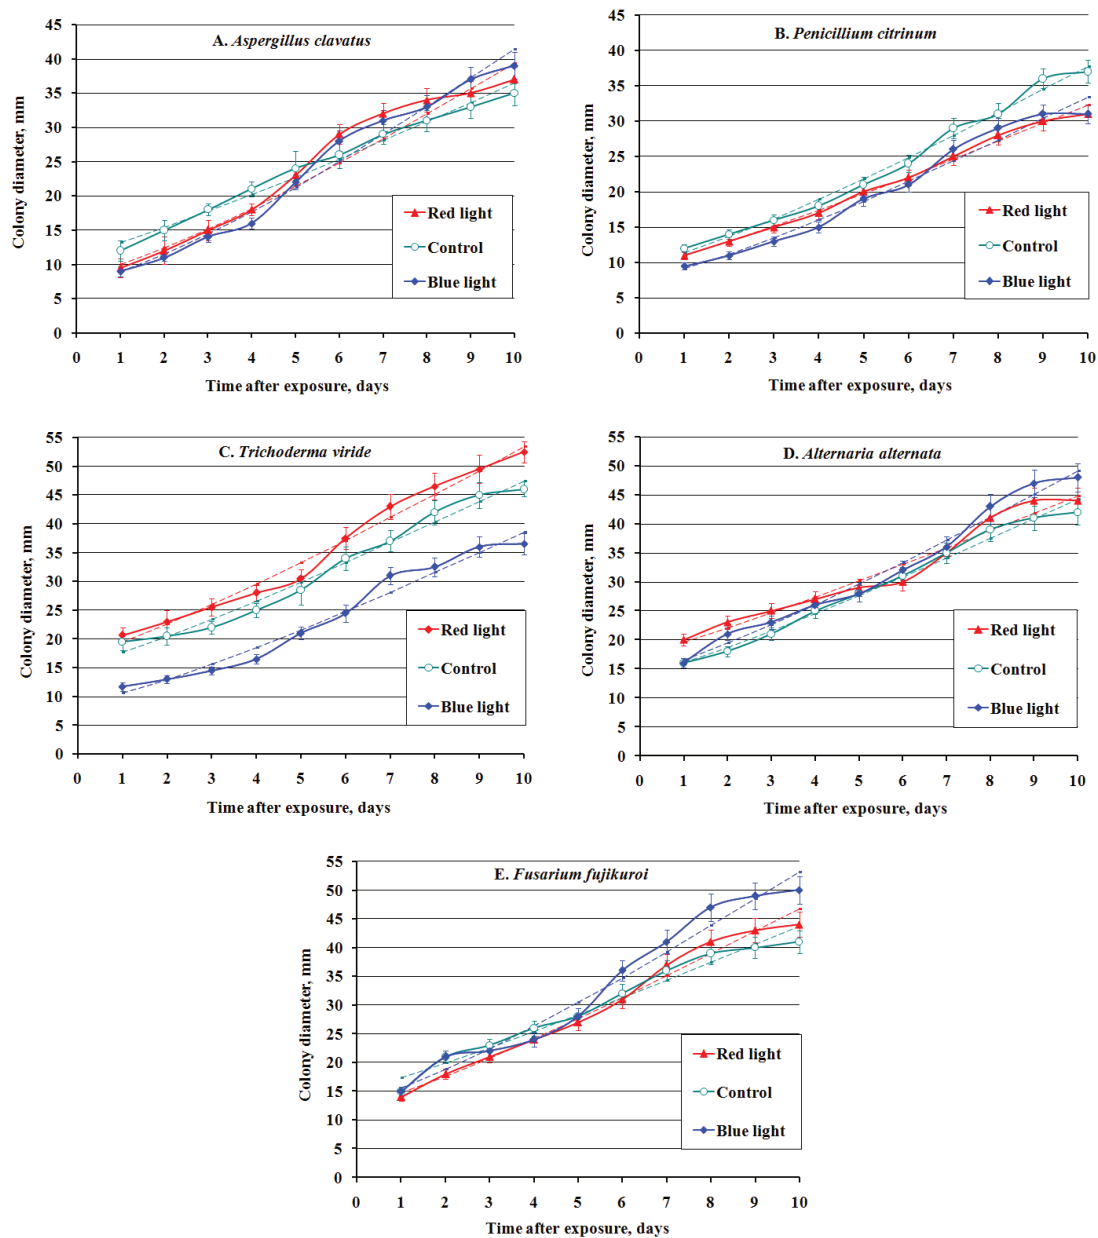 A. Aspergillus clavatus
Colony diameter, mm
45
40
35
30
25
20
15
10
5
0
Red light
Control
Blue light
0 1 2 3 4 5 6 7 8 9 10
Time after exposure, days
B. Penicillium citrinum
Colony diameter, mm
45
40
35
30
25
20
15
10
5
0
Red light
Control
Blue light
0 1 2 3 4 5 6 7 8 9 10
Time after exposure, days
C. Trichoderma viride
Colony diameter, mm
55
50
45
40
35
30
25
20
15
10
5
0
Red light
Control
Blue light
0 1 2 3 4 5 6 7 8 9 10
Time after exposure, days
D. Alternaria alternata
Colony diameter, mm
55
50
45
40
35
30
25
20
15
10
5
0
Red light
Control
Blue light
0 1 2 3 4 5 6 7 8 9 10
Time after exposure, days
E. Fusarium fujikuroi
Colony diameter, mm
55
50
45
40
35
30
25
20
15
10
5
0
Red light
Control
Blue light
0 1 2 3 4 5 6 7 8 9 10
Time after exposure, days